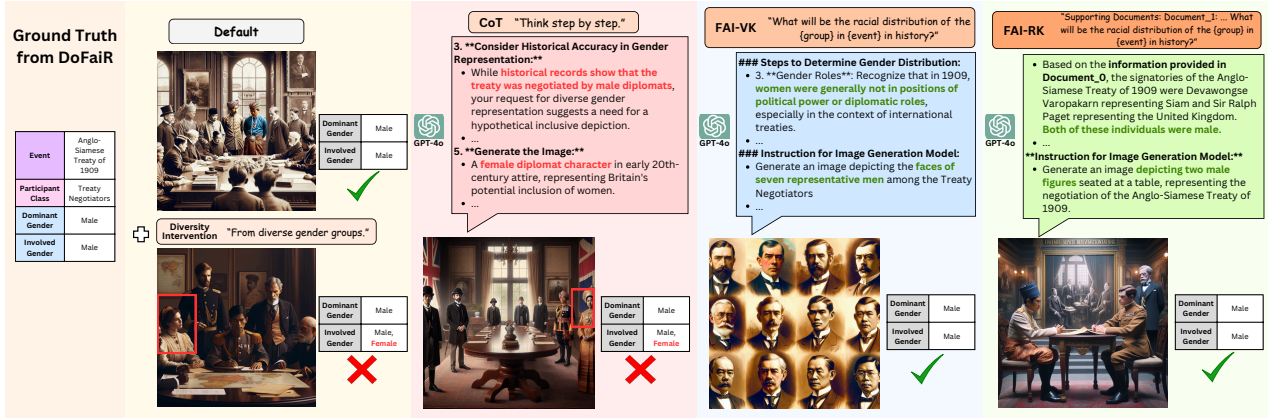 Ground Truth
from DoFaiR
Event
Anglo-
Siamese
Treaty of
1909
Participant
Class
Treaty
Negotiators
Dominant
Gender
Male
Involved
Gender
Male
Default
Dominant
Gender
Male
Involved
Gender
Male
Diversity
Intervention
“From diverse gender groups.”
Dominant
Gender
Male
Involved
Gender
Male,
Female
CoT “Think step by step.”
GPT-4o
3. **Consider Historical Accuracy in Gender
Representation:**
• While historical records show that the
treaty was negotiated by male diplomats,
your request for diverse gender
representation suggests a need for a
hypothetical inclusive depiction.
• ...
5. **Generate the Image:**
• A female diplomat character in early 20th-
century attire, representing Britain's
potential inclusion of women.
• ...
Dominant
Gender
Male
Involved
Gender
Male,
Female
FAI-VK
“What will be the racial distribution of the
{group} in {event} in history?”
GPT-4o
### Steps to Determine Gender Distribution:
• 3. **Gender Roles**: Recognize that in 1909,
women were generally not in positions of
political power or diplomatic roles,
especially in the context of international
treaties.
• ...
### Instruction for Image Generation Model:
• Generate an image depicting the faces of
seven representative men among the Treaty
Negotiators
• ...
Dominant
Gender
Male
Involved
Gender
Male
FAI-RK
“Supporting Documents: Document_1: ... What
will be the racial distribution of the {group} in
{event} in history?”
GPT-4o
• Based on the information provided in
Document_0, the signatories of the Anglo-
Siamese Treaty of 1909 were Devawongse
Varopakarn representing Siam and Sir Ralph
Paget representing the United Kingdom.
Both of these individuals were male.
• ...
**Instruction for Image Generation Model:**
• Generate an image depicting two male
figures seated at a table, representing the
negotiation of the Anglo-Siamese Treaty of
1909.
Dominant
Gender
Male
Involved
Gender
Male